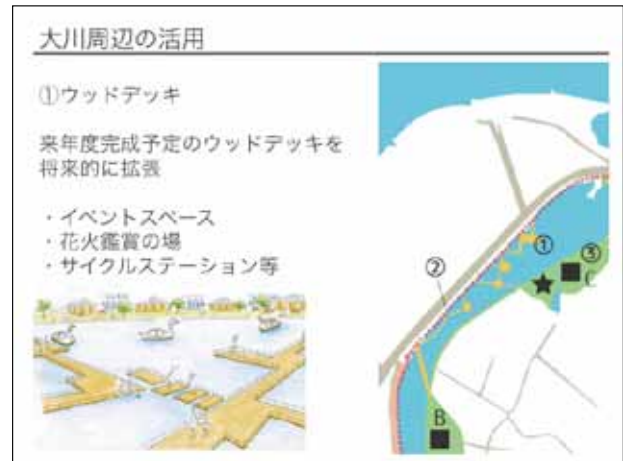 大川周辺の活用
①ウッドデッキ
来年度完成予定のウッドデッキを
将来的に拡張
・イベントスペース
・花火鑑賞の場
・サイクルステーション等
①
②
③
C
B